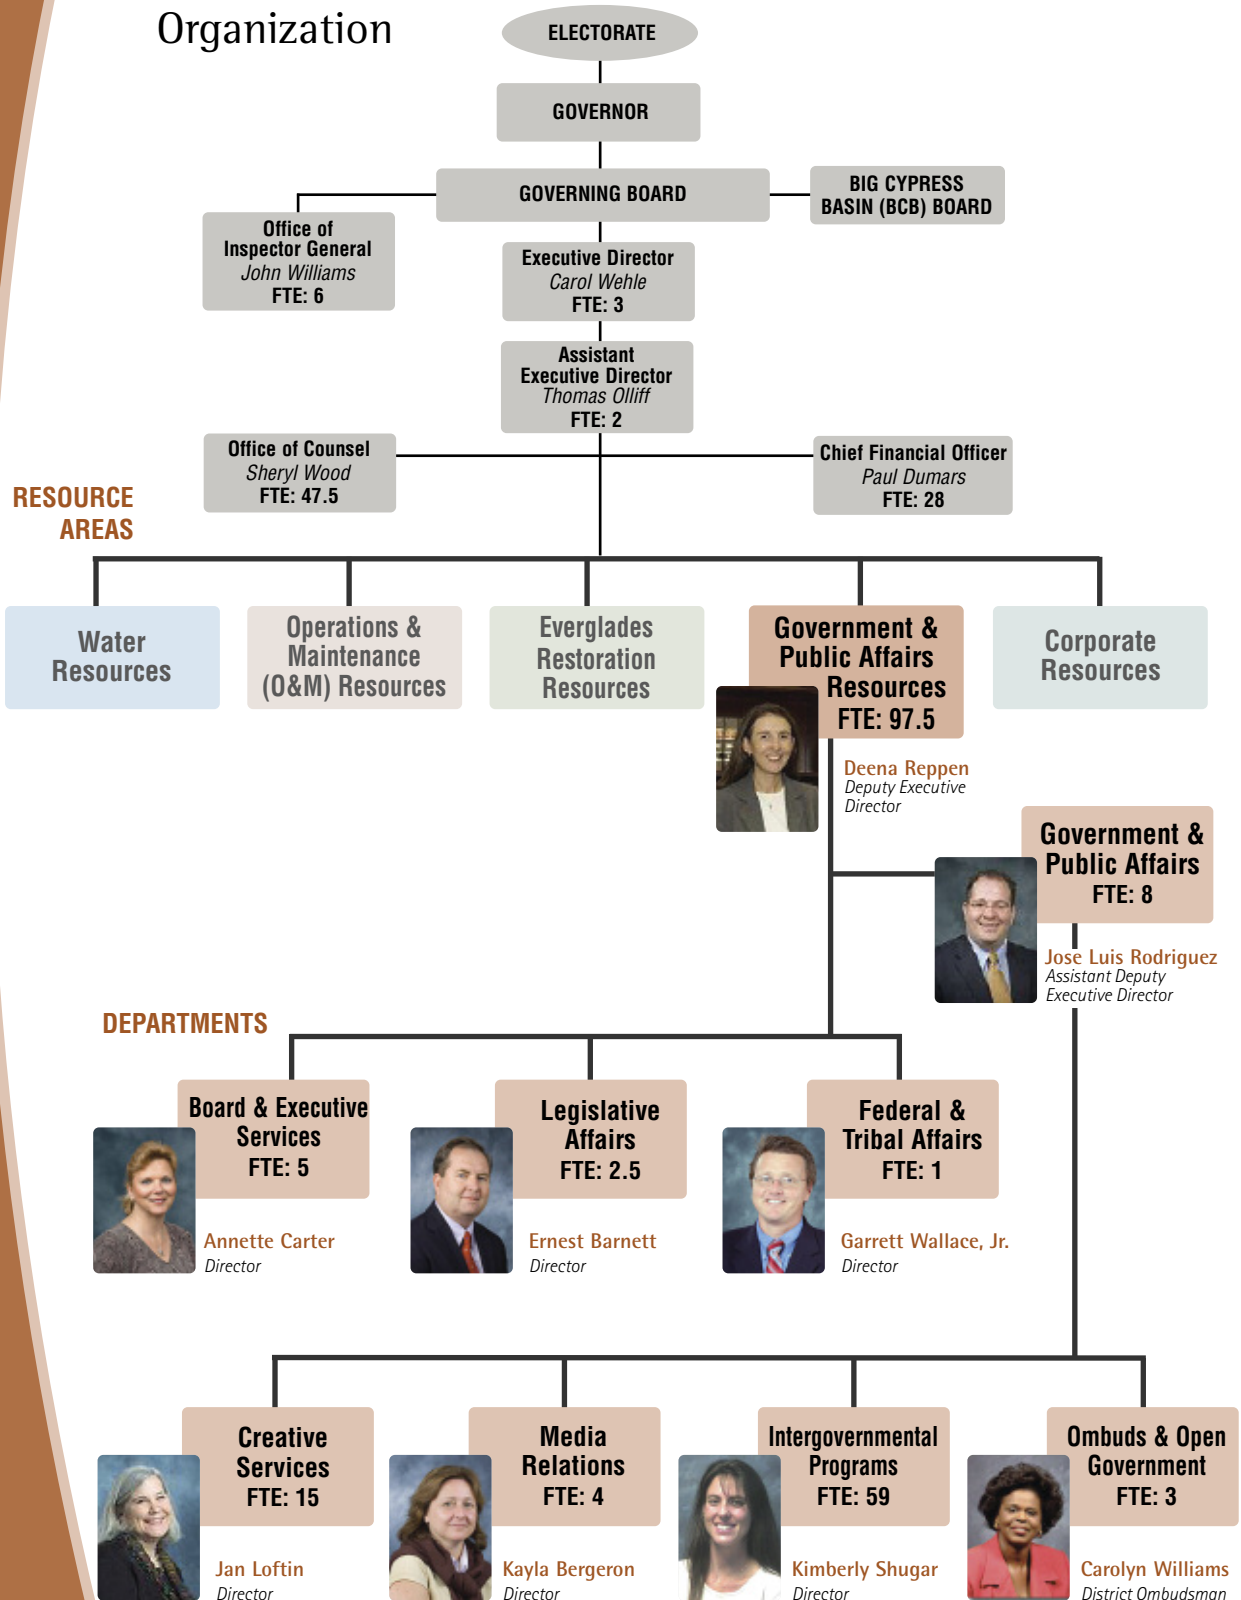 Organization
ELECTORATE
GOVERNOR
GOVERNING BOARD
BIG CYPRESS
BASIN (BCB) BOARD
Office of
Inspector General
John Williams
FTE: 6
Executive Director
Carol Wehle
FTE: 3
Assistant
Executive Director
Thomas Olliff
FTE: 2
Office of Counsel
Sheryl Wood
FTE: 47.5
Chief Financial Officer
Paul Dumars
FTE: 28
RESOURCE
AREAS
Water
Resources
Operations &
Maintenance
(O&M) Resources
Everglades
Restoration
Resources
Government &
Public Affairs
Resources
FTE: 97.5
Corporate
Resources
Deena Reppen
Deputy Executive
Director
Government &
Public Affairs
FTE: 8
Jose Luis Rodriguez
Assistant Deputy
Executive Director
DEPARTMENTS
Board & Executive
Services
FTE: 5
Annette Carter
Director
Legislative
Affairs
FTE: 2.5
Ernest Barnett
Director
Federal &
Tribal Affairs
FTE: 1
Garrett Wallace, Jr.
Director
Creative
Services
FTE: 15
Jan Loftin
Director
Media
Relations
FTE: 4
Kayla Bergeron
Director
Intergovernmental
Programs
FTE: 59
Kimberly Shugar
Director
Ombuds & Open
Government
FTE: 3
Carolyn Williams
District Ombudsman